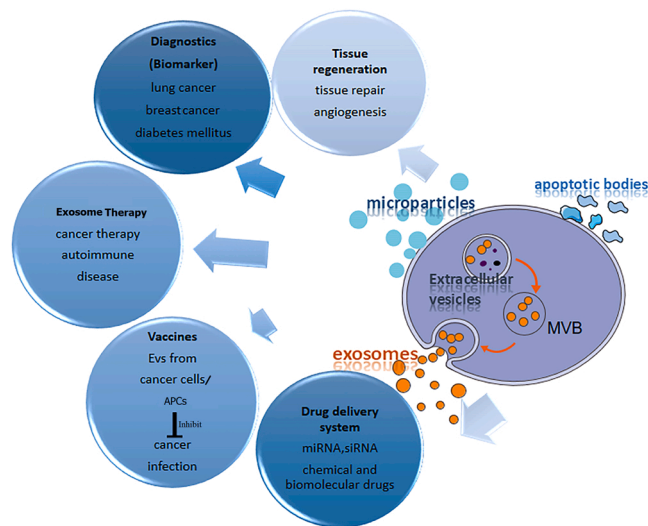 Diagnostics
(Biomarker)
lung cancer
breast cancer
diabetes mellitus
Tissue
regeneration
tissue repair
angiogenesis
Exosome Therapy
cancer therapy
autoimmune
disease
Vaccines
Evs from
cancer cells/
APCs
Inhibit
cancer
infection
Drug delivery
system
miRNA,siRNA
chemical and
biomolecular drugs
microparticles
apoptotic bodies
Extracellular
vesicles
MVB
exosomes